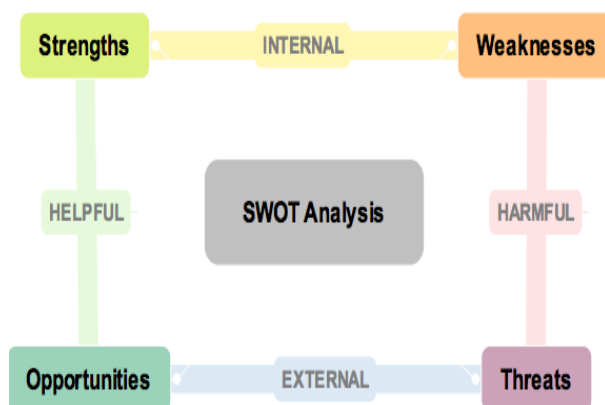 Strengths INTERNAL Weaknesses
HELPFUL SWOT Analysis HARMFUL
Opportunities EXTERNAL Threats